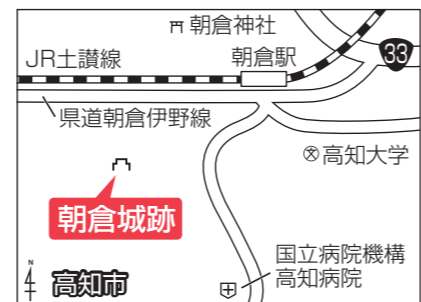 朝倉神社
JR土讃線
朝倉駅
33
県道朝倉伊野線
文高知大学
朝倉城跡
国立病院機構
高知病院
N
高知市